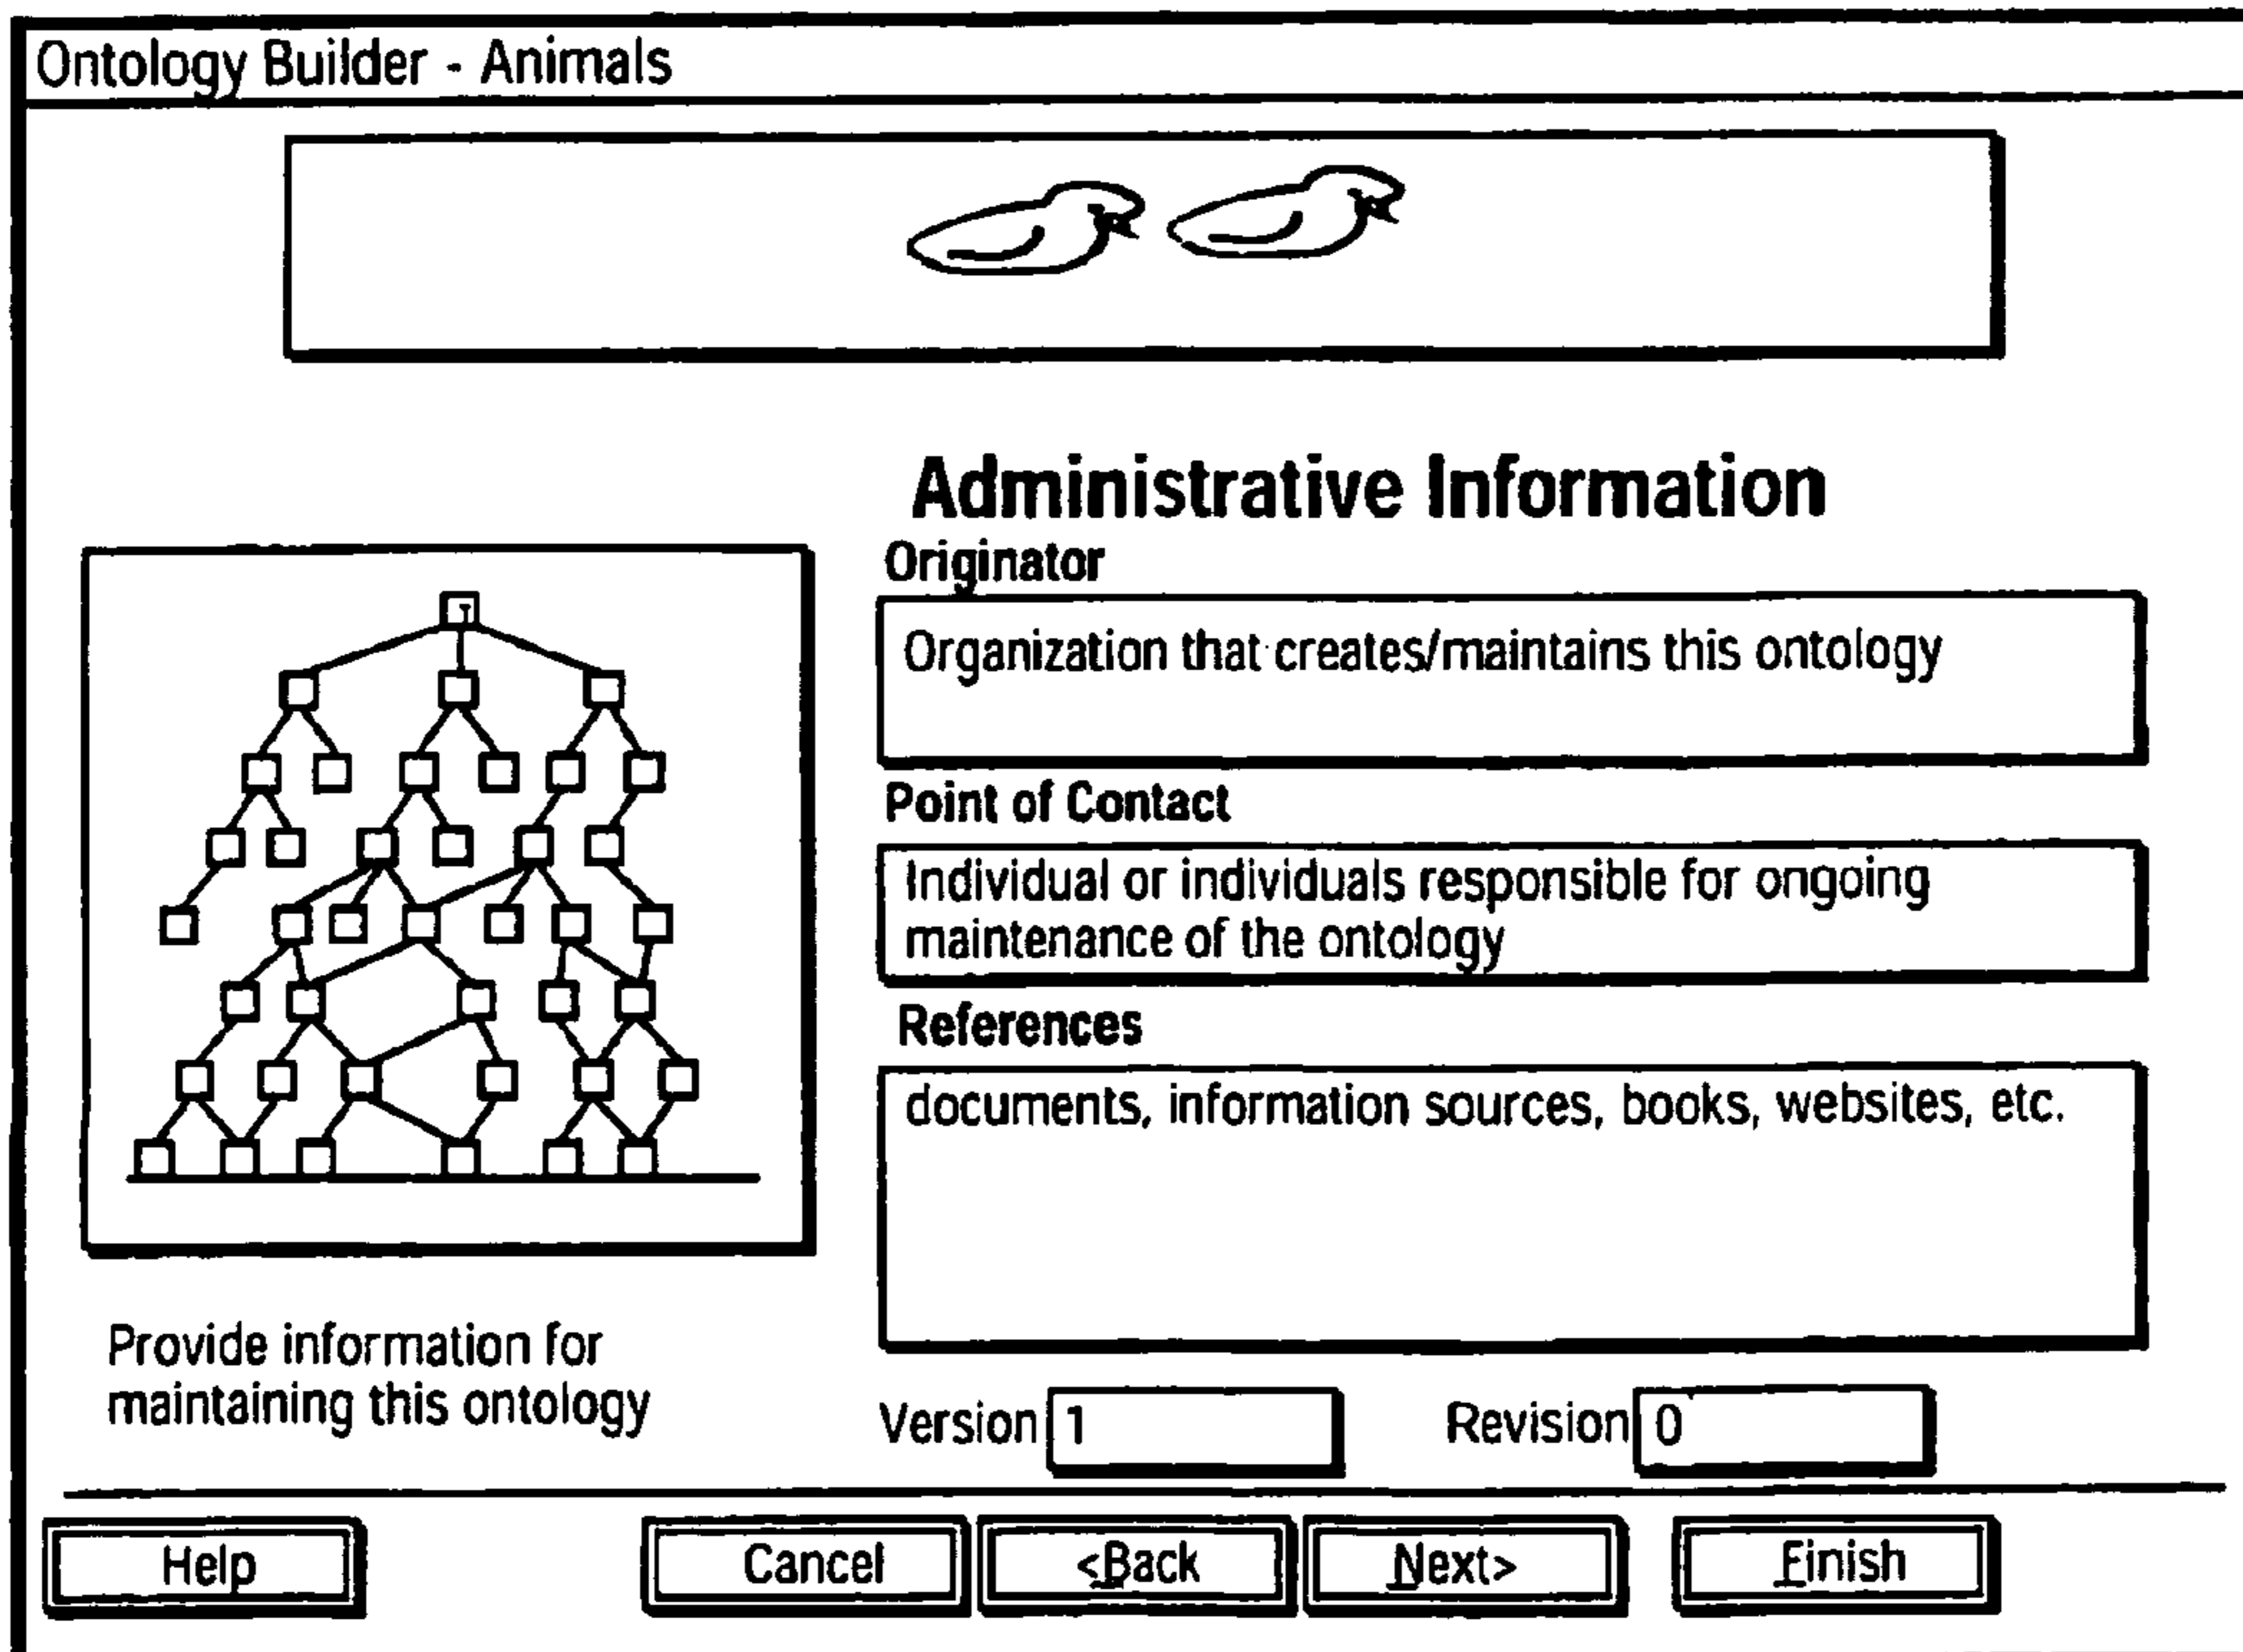 Ontology Builder - Animals
Administrative Information
Originator
Organization that creates/maintains this ontology
Point of Contact
Individual or individuals responsible for ongoing
maintenance of the ontology
References
documents, information sources, books, websites, etc.
Provide information for
maintaining this ontology
Version 1
Revision 0
Help
Cancel
<Back
Next>
Finish